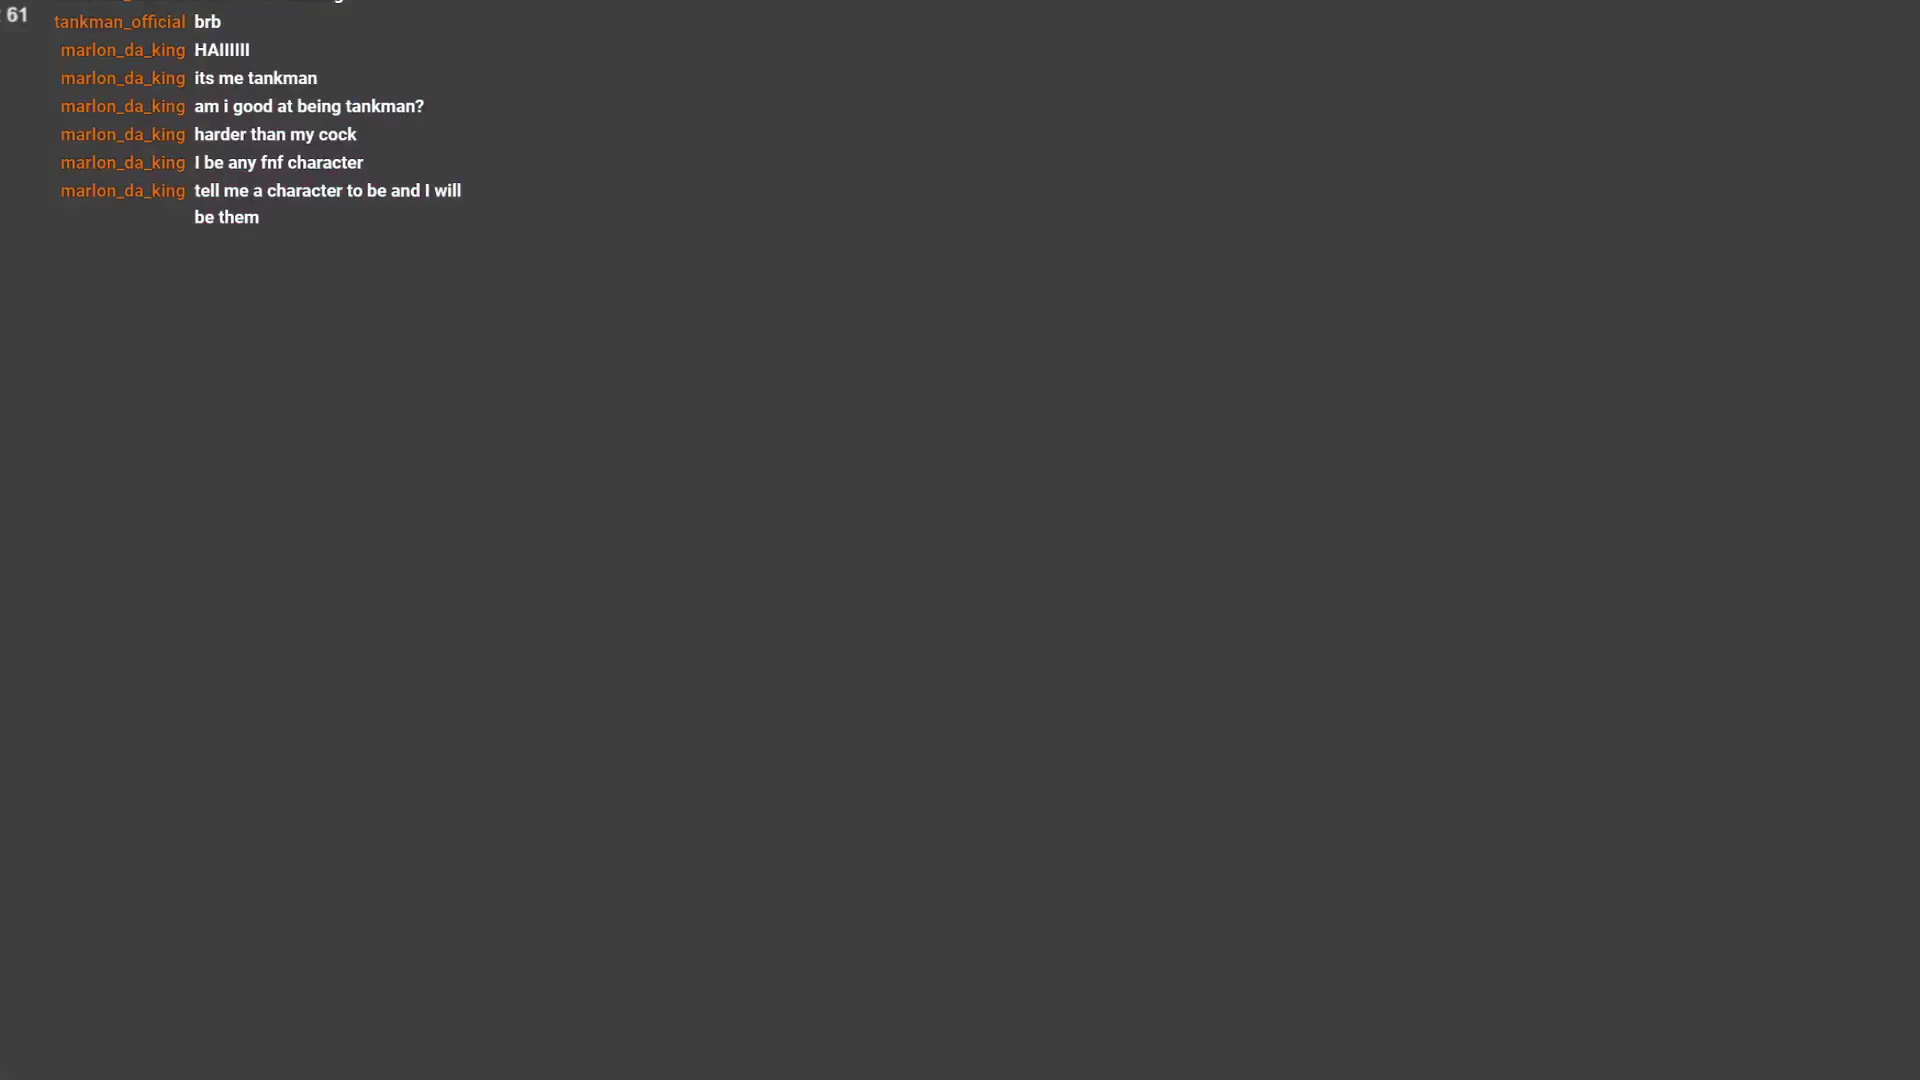 61
tankman_official brb
marlon_da_king HAIIIIII
marlon_da_king its me tankman
marlon_da_king am i good at being tankman?
marlon_da_king harder than my cock
marlon_da_king I be any fnf character
marlon_da_king tell me a character to be and I will
be them